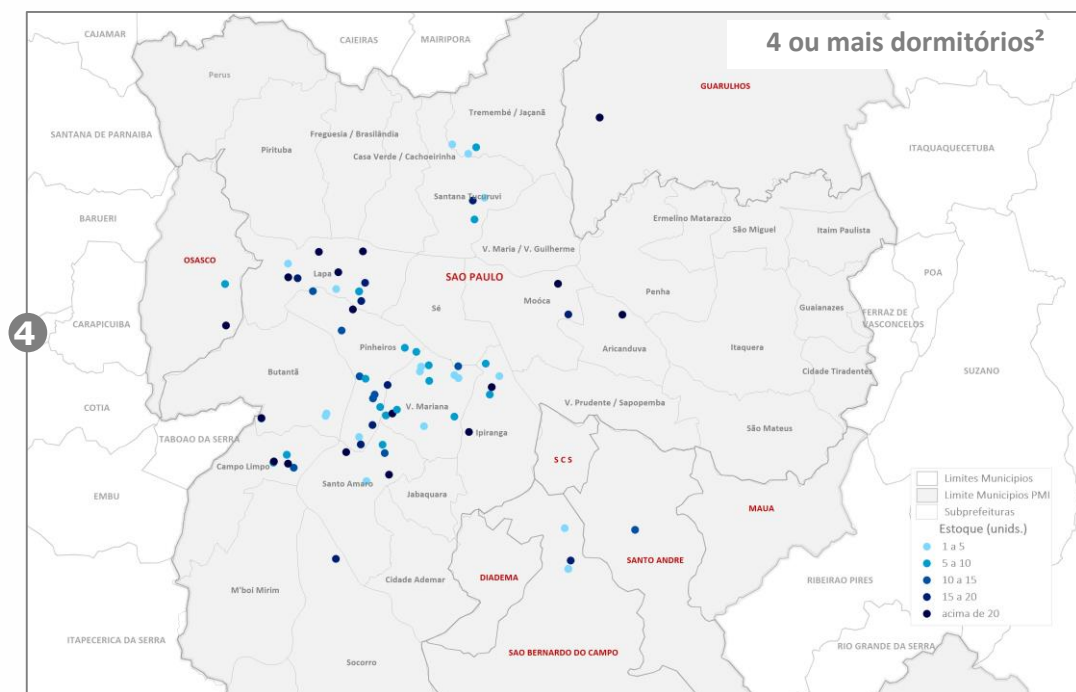 4 ou mais dormitórios²
CAJAMAR
CAIEIRAS
MAIRIPORA
Perus
GUARULHOS
Tremembé / Jaçanã
SANTANA DE PARNAIBA
Freguesia / Brasilândia
Pirituba
Casa Verde / Cachoeirinha
ITAQUAQUECETUBA
Santana Tucuruvi
BARUERI
Ermelino Matarazzo
São Miguel
Itaim Paulista
V. Maria / V. Guilherme
OSASCO
Lapa
SAO PAULO
POA
Moóca
Penha
Sé
Guaianazes
FERRAZ DE
VASCONCELOS
CARAPICUIBA
4
Pinheiros
Aricanduva
Itaquera
Butantã
Cidade Tiradentes
SUZANO
COTIA
V. Mariana
V. Prudente / Sapopemba
Ipiranga
São Mateus
TABOAO DA SERRA
S C S
Campo Limpo
Santo Amaro
EMBU
Jabaquara
MAUA
Limites Municipios
Limite Municipios PMI
Subprefeituras
Estoque (unids.)
1 a 5
5 a 10
10 a 15
15 a 20
acima de 20
SANTO ANDRE
DIADEMA
Cidade Ademar
M'boi Mirim
RIBEIRAO PIRES
ITAPECERICA DA SERRA
SAO BERNARDO DO CAMPO
RIO GRANDE DA SERRA
Socorro